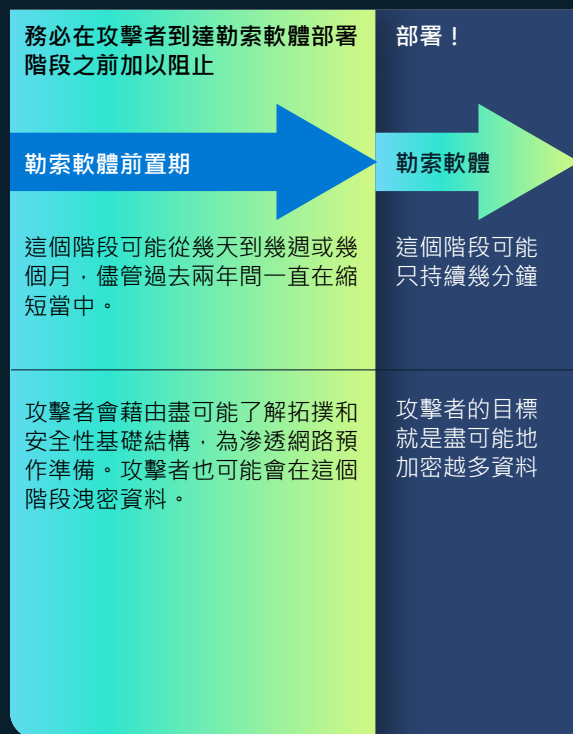 務必在攻擊者到達勒索軟體部署
階段之前加以阻止
部署！
勒索軟體前置期
勒索軟體
這個階段可能從幾天到幾週或幾
個月，儘管過去兩年間一直在縮
短當中。
這個階段可能
只持續幾分鐘
攻擊者會藉由盡可能了解拓撲和
安全性基礎結構，為滲透網路預
作準備。攻擊者也可能會在這個
階段洩密資料。
攻擊者的目標
就是盡可能地
加密越多資料